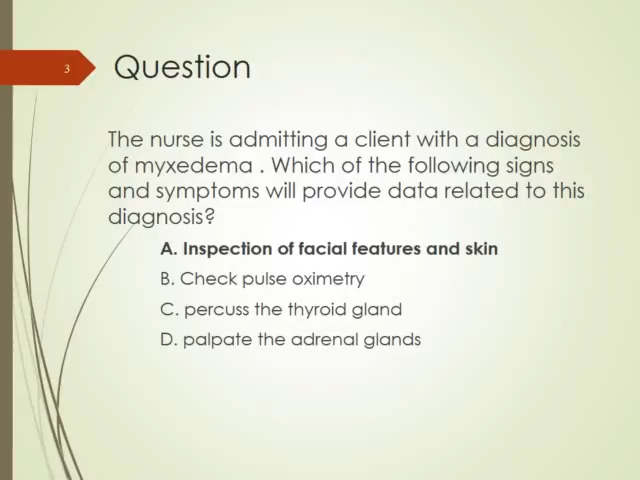 3
Question
The nurse is admitting a client with a diagnosis
of myxedema . Which of the following signs
and symptoms will provide data related to this
diagnosis?
A. Inspection of facial features and skin
B. Check pulse oximetry
C. percuss the thyroid gland
D. palpate the adrenal glands